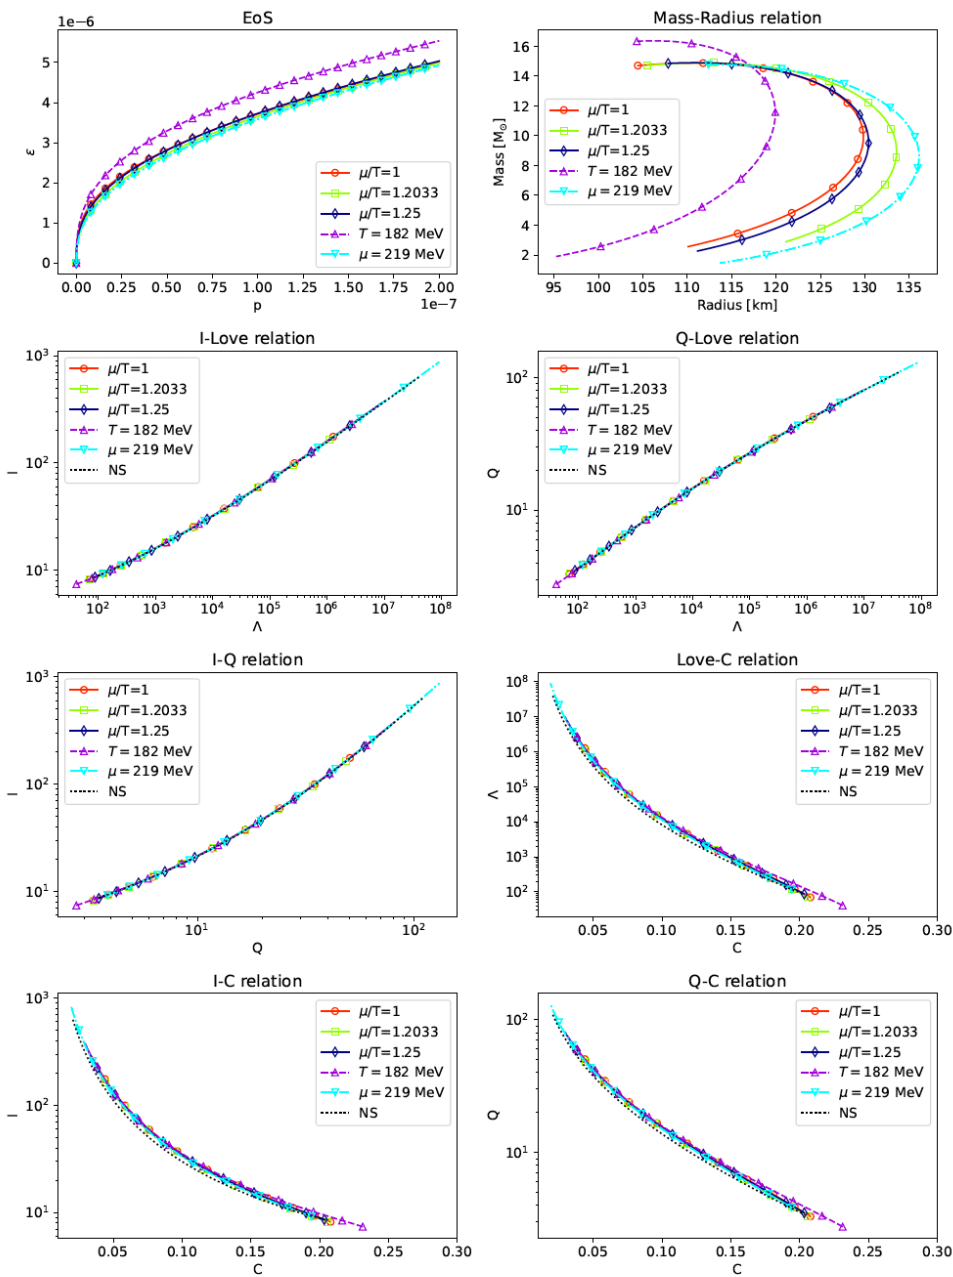 EoS
1e−6
5
4
3
2
1
0
ε
μ/T=1
μ/T=1.2033
μ/T=1.25
T = 182 MeV
μ = 219 MeV
0.00 0.25 0.50 0.75 1.00 1.25 1.50 1.75 2.00
p
1e−7
Mass-Radius relation
16
14
12
10
8
6
4
2
Mass [M⊙]
μ/T=1
μ/T=1.2033
μ/T=1.25
T = 182 MeV
μ = 219 MeV
95 100 105 110 115 120 125 130 135
Radius [km]
I-Love relation
10³
10²
10¹
I
μ/T=1
μ/T=1.2033
μ/T=1.25
T = 182 MeV
μ = 219 MeV
NS
10² 10³ 10⁴ 10⁵ 10⁶ 10⁷ 10⁸
Λ
Q-Love relation
10²
10¹
Q
μ/T=1
μ/T=1.2033
μ/T=1.25
T = 182 MeV
μ = 219 MeV
NS
10² 10³ 10⁴ 10⁵ 10⁶ 10⁷ 10⁸
Λ
I-Q relation
10³
10²
10¹
I
μ/T=1
μ/T=1.2033
μ/T=1.25
T = 182 MeV
μ = 219 MeV
NS
10¹ 10²
Q
Love-C relation
10⁸
10⁷
10⁶
10⁵
10⁴
10³
10²
Λ
μ/T=1
μ/T=1.2033
μ/T=1.25
T = 182 MeV
μ = 219 MeV
NS
0.05 0.10 0.15 0.20 0.25 0.30
C
I-C relation
10³
10²
10¹
I
μ/T=1
μ/T=1.2033
μ/T=1.25
T = 182 MeV
μ = 219 MeV
NS
0.05 0.10 0.15 0.20 0.25 0.30
C
Q-C relation
10²
10¹
Q
μ/T=1
μ/T=1.2033
μ/T=1.25
T = 182 MeV
μ = 219 MeV
NS
0.05 0.10 0.15 0.20 0.25 0.30
C